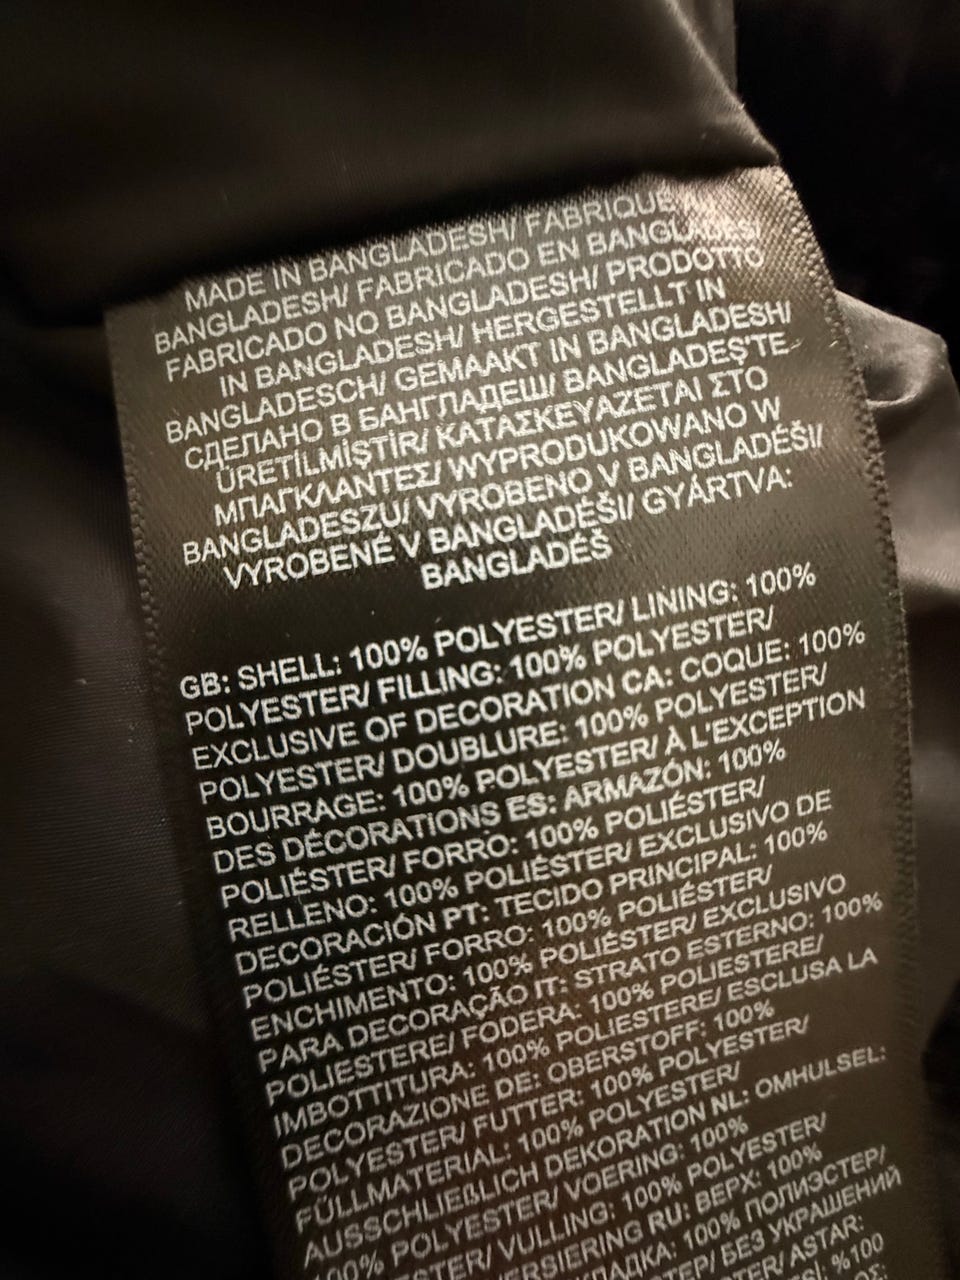 MADE IN BANGLADESH/ FABRIQUÉ
BANGLADESH/ FABRICADO EN BANGLADÉS/
FABRICADO NO BANGLADESH/ PRODOTTO
IN BANGLADESH/ HERGESTELLT IN
BANGLADESCH/ GEMAAKT IN BANGLADESH/
СДЕЛАНО В БАНГЛАДЕШ/ BANGLADEŞ'TE
ÜRETİLMİŞTİR/ ΚΑΤΑΣΚΕΥΑΖΕΤΑΙ ΣΤΟ
ΜΠΑΓΚΛΑΝΤΕΣ/ WYPRODUKOWANO W
BANGLADESZU/ VYROBENO V BANGLADÉŠI/
VYROBENÉ V BANGLADÉŠI/ GYÁRTVA:
BANGLADÉŠ
GB: SHELL: 100% POLYESTER/ LINING: 100%
POLYESTER/ FILLING: 100% POLYESTER/
EXCLUSIVE OF DECORATION CA: COQUE: 100%
POLYESTER/ DOUBLURE: 100% POLYESTER/
BOURRAGE: 100% POLYESTER/ À L'EXCEPTION
DES DÉCORATIONS ES: ARMAZÓN: 100%
POLIÉSTER/ FORRO: 100% POLIÉSTER/
RELLENO: 100% POLIÉSTER/ EXCLUSIVO DE
DECORACIÓN PT: TECIDO PRINCIPAL: 100%
POLIÉSTER/ FORRO: 100% POLIÉSTER/
ENCHIMENTO: 100% POLIÉSTER/ EXCLUSIVO
PARA DECORAÇÃO IT: STRATO ESTERNO: 100%
POLIESTERE/ FODERA: 100% POLIESTERE/
IMBOTTITURA: 100% POLIESTERE/ ESCLUSA LA
DECORAZIONE DE: OBERSTOFF: 100%
POLYESTER/ FUTTER: 100% POLYESTER/
FÜLLMATERIAL: 100% POLYESTER/
AUSSCHLIEßLICH DEKORATION NL: OMHULSEL:
100% POLYESTER/ VOERING: 100%
VULLING: 100% POLYESTER/
RU: ВЕРХ: 100%
100% ПОЛИЭСТЕР/
БЕЗ УКРАШЕНИЙ
ASTAR:
%100